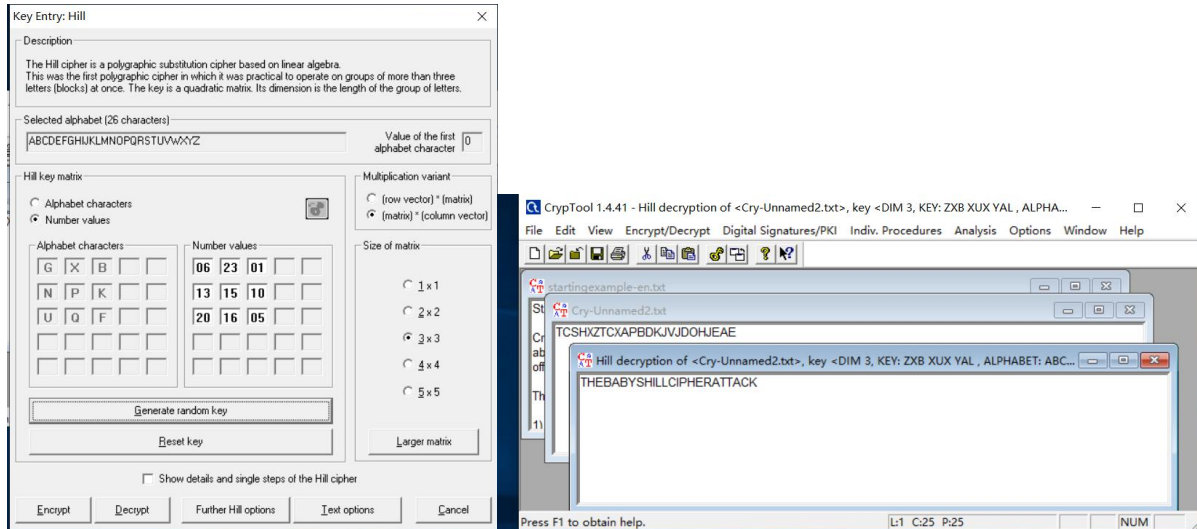 Key Entry: Hill
Description
The Hill cipher is a polygraphic substitution cipher based on linear algebra.
This was the first polygraphic cipher in which it was practical to operate on groups of more than three
letters (blocks) at once. The key is a quadratic matrix. Its dimension is the length of the group of letters.
Selected alphabet (26 characters)
ABCDEFGHIJKLMNOPQRSTUVWXYZ
Value of the first
alphabet character 0
Hill key matrix
Alphabet characters
Number values
Multiplication variant
(row vector) * (matrix)
(matrix) * (column vector)
Alphabet characters
G X B
N P K
U Q F
Number values
06 23 01
13 15 10
20 16 05
Size of matrix
1 x 1
2 x 2
3 x 3
4 x 4
5 x 5
Generate random key
Reset key
Larger matrix
Show details and single steps of the Hill cipher
Encrypt
Decrypt
Further Hill options
Text options
Cancel
CrypTool 1.4.41 - Hill decryption of <Cry-Unnamed2.txt>, key <DIM 3, KEY: ZXB XUX YAL , ALPHA...
File Edit View Encrypt/Decrypt Digital Signatures/PKI Indiv. Procedures Analysis Options Window Help
startingexample-en.txt
St
Cr
ab
off
Th
1)
Cry-Unnamed2.txt
TCSHXZTCXAPBDKJVJDOHJEAE
Hill decryption of <Cry-Unnamed2.txt>, key <DIM 3, KEY: ZXB XUX YAL , ALPHABET: ABC...
THEBABYSHILLCIPHERATTACK
Press F1 to obtain help.
L:1 C:25 P:25
NUM